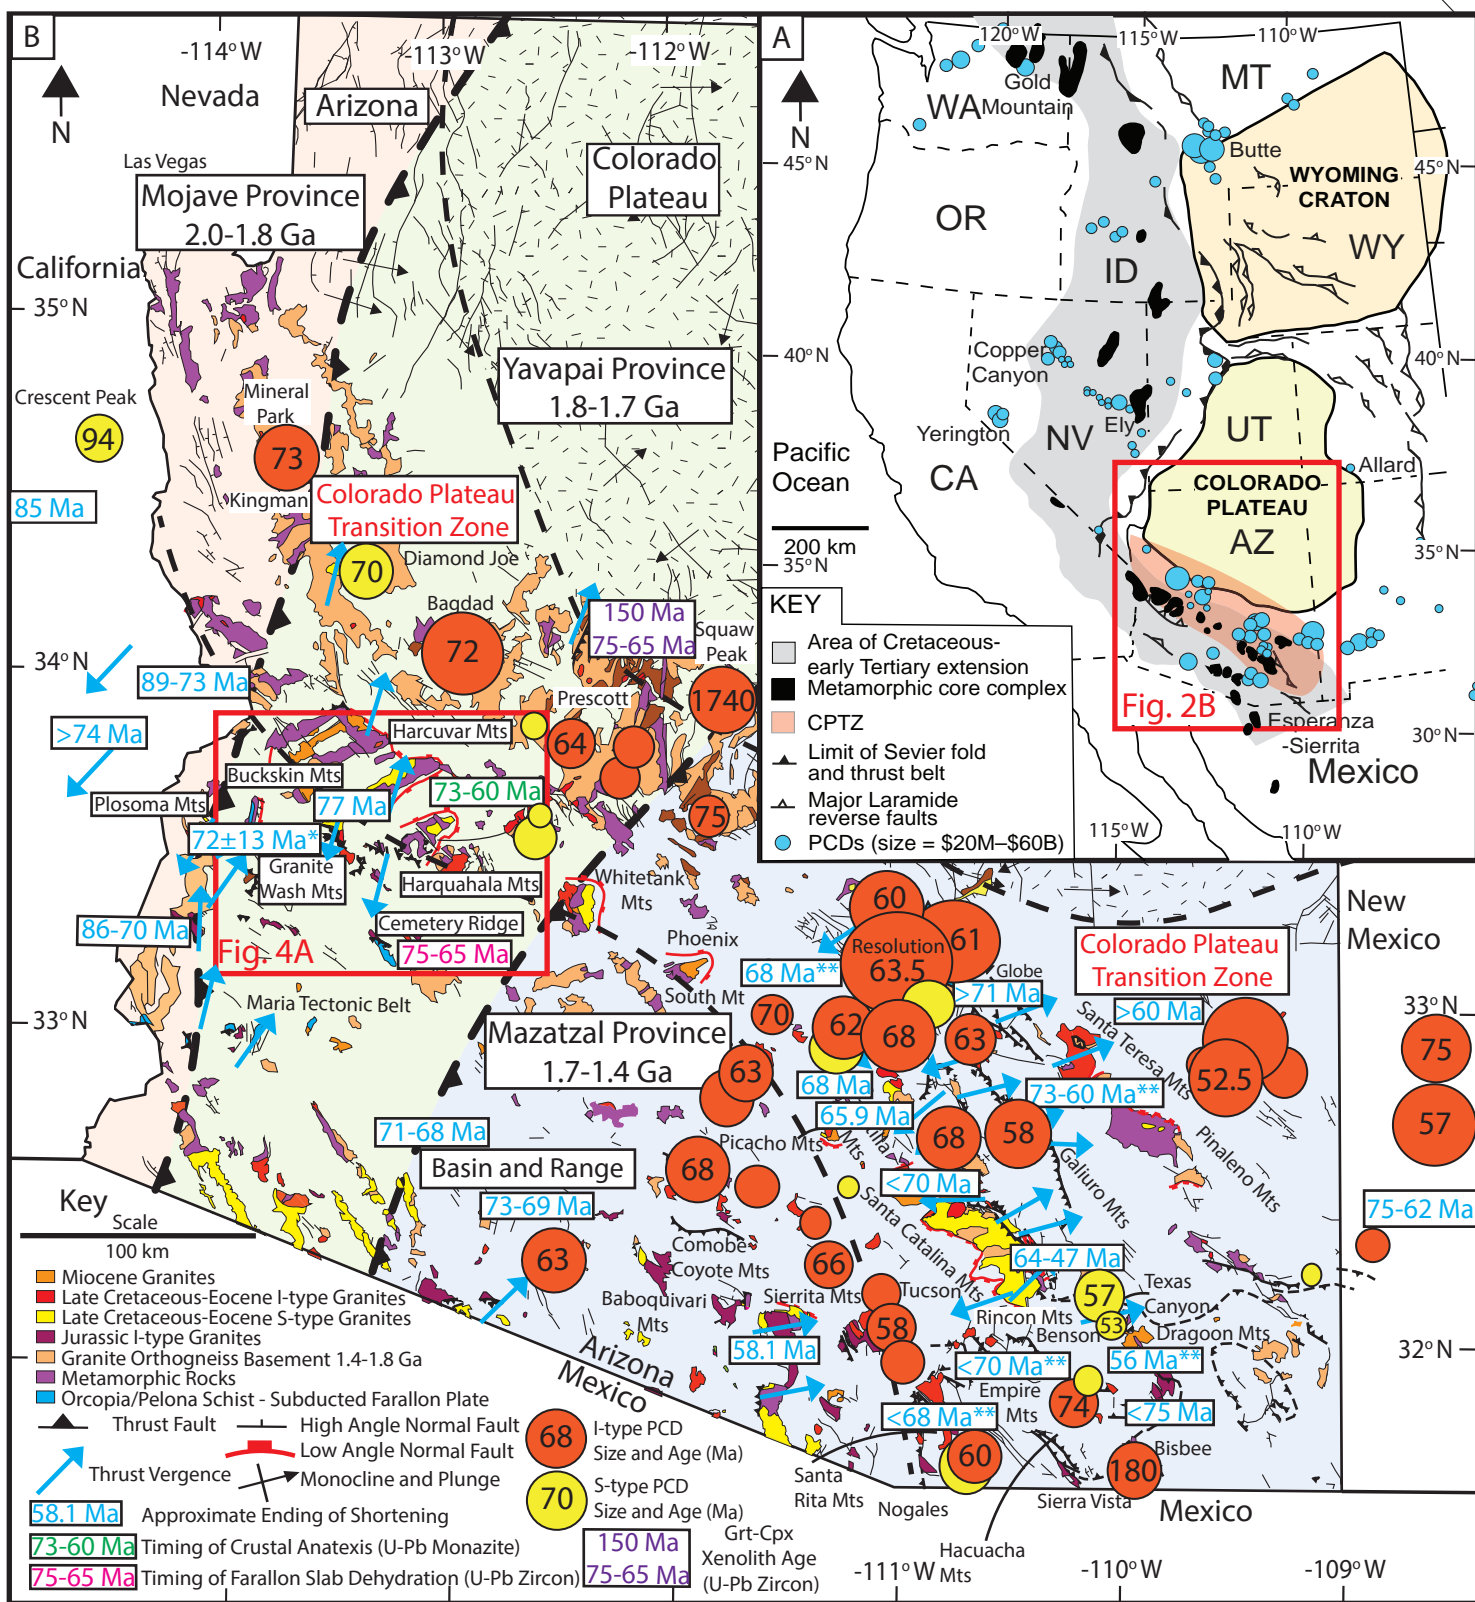 B
-114° W
-113° W
-112° W
N
Nevada
Arizona
Las Vegas
Mojave Province
2.0-1.8 Ga
Colorado
Plateau
California
35° N
Yavapai Province
1.8-1.7 Ga
Crescent Peak
94
Mineral
Park
73
Kingman
85 Ma
Colorado Plateau
Transition Zone
70
Diamond Joe
Bagdad
72
150 Ma
75-65 Ma
Squaw
Peak
1740
34° N
89-73 Ma
>74 Ma
Prescott
64
Harcuvar Mts
Buckskin Mts
Plosoma Mts
77 Ma
73-60 Ma
75
72±13 Ma*
Granite
Wash Mts
Harquahala Mts
Cemetery Ridge
75-65 Ma
86-70 Ma
Fig. 4A
Whitetank
Mts
Phoenix
South Mt
Maria Tectonic Belt
33° N
Mazatzal Province
1.7-1.4 Ga
60
61
Resolution
63.5
68 Ma**
Globe
>71 Ma
70
62
68
63
63
68 Ma
65.9 Ma
Colorado Plateau
Transition Zone
>60 Ma
Santa Teresa Mts
52.5
73-60 Ma**
New
Mexico
33° N
75
57
75-62 Ma
71-68 Ma
Basin and Range
73-69 Ma
63
Picacho Mts
68
Mts
68
58
<70 Ma
Galiuro Mts
Pinaleno Mts
Santa Catalina Mts
64-47 Ma
Comobe
Coyote Mts
66
Baboquivari
Mts
Sierrita Mts
Tucson
58
58.1 Ma
Rincon Mts
Benson
57
53
Texas
Canyon
Dragoon Mts
56 Ma**
<70 Ma**
Empire
Mts
74
<75 Ma
32° N
<68 Ma**
60
Bisbee
180
Arizona
Mexico
Santa
Rita Mts
Nogales
Sierra Vista
Mexico
Hacuacha
Mts
-111° W
-110° W
-109° W
Key
Scale
100 km
Miocene Granites
Late Cretaceous-Eocene I-type Granites
Late Cretaceous-Eocene S-type Granites
Jurassic I-type Granites
Granite Orthogneiss Basement 1.4-1.8 Ga
Metamorphic Rocks
Orcopia/Pelona Schist - Subducted Farallon Plate
Thrust Fault
High Angle Normal Fault
Low Angle Normal Fault
Thrust Vergence
Monocline and Plunge
58.1 Ma
Approximate Ending of Shortening
73-60 Ma
Timing of Crustal Anatexis (U-Pb Monazite)
75-65 Ma
Timing of Farallon Slab Dehydration (U-Pb Zircon)
68
I-type PCD
Size and Age (Ma)
70
S-type PCD
Size and Age (Ma)
150 Ma
75-65 Ma
Grt-Cpx
Xenolith Age
(U-Pb Zircon)
A
120° W
115° W
110° W
N
WA
Gold
Mountain
MT
45° N
45° N
Butte
WYOMING
CRATON
WY
OR
ID
Copper
Canyon
40° N
40° N
Yerington
Ely
NV
UT
CA
Pacific
Ocean
Allard
COLORADO
PLATEAU
AZ
200 km
35° N
35° N
Fig. 2B
Esperanza
-Sierrita
30° N
Mexico
115° W
110° W
KEY
Area of Cretaceous-
early Tertiary extension
Metamorphic core complex
CPTZ
Limit of Sevier fold
and thrust belt
Major Laramide
reverse faults
PCDs (size = $20M–$60B)